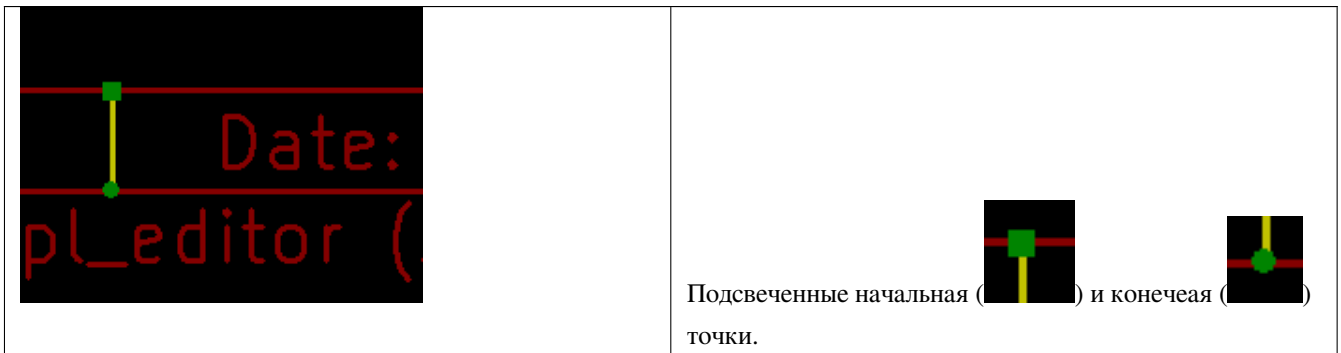 Date:
pl_editor (
Подсвеченные начальная ( ) и конечеая ( )
точки.